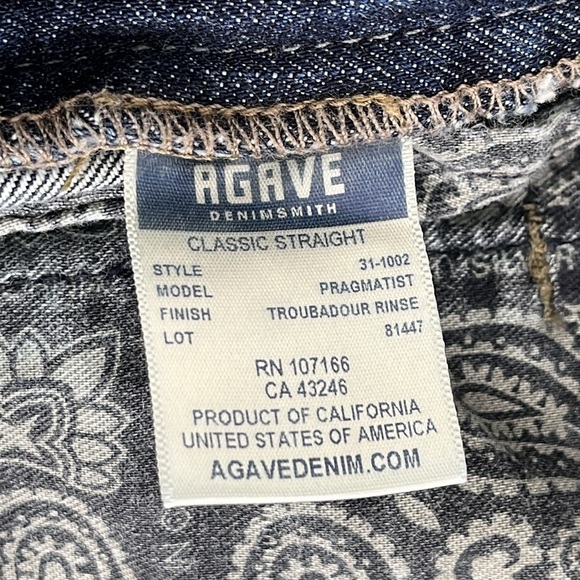 AGAVE
DENIMSMITH
CLASSIC STRAIGHT
STYLE 31-1002
MODEL PRAGMATIST
FINISH TROUBADOUR RINSE
LOT 81447
RN 107166
CA 43246
PRODUCT OF CALIFORNIA
UNITED STATES OF AMERICA
AGAVEDENIM.COM